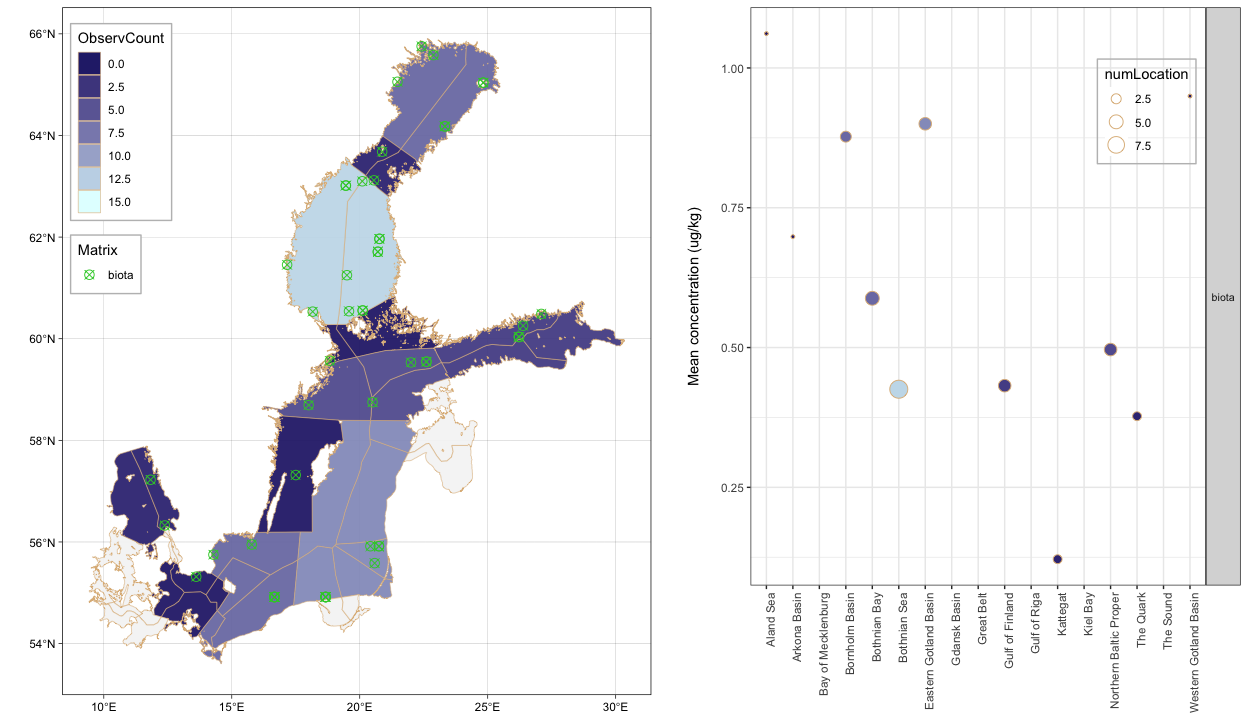 66°N
64°N
62°N
60°N
58°N
56°N
54°N
10°E
15°E
20°E
25°E
30°E
ObservCount
0.0
2.5
5.0
7.5
10.0
12.5
15.0
Matrix
biota
Mean concentration (ug/kg)
1.00
0.75
0.50
0.25
numLocation
2.5
5.0
7.5
biota
Aland Sea
Arkona Basin
Bay of Mecklenburg
Bornholm Basin
Bothnian Bay
Bothnian Sea
Eastern Gotland Basin
Gdansk Basin
Great Belt
Gulf of Finland
Gulf of Riga
Kattegat
Kiel Bay
Northern Baltic Proper
The Quark
The Sound
Western Gotland Basin